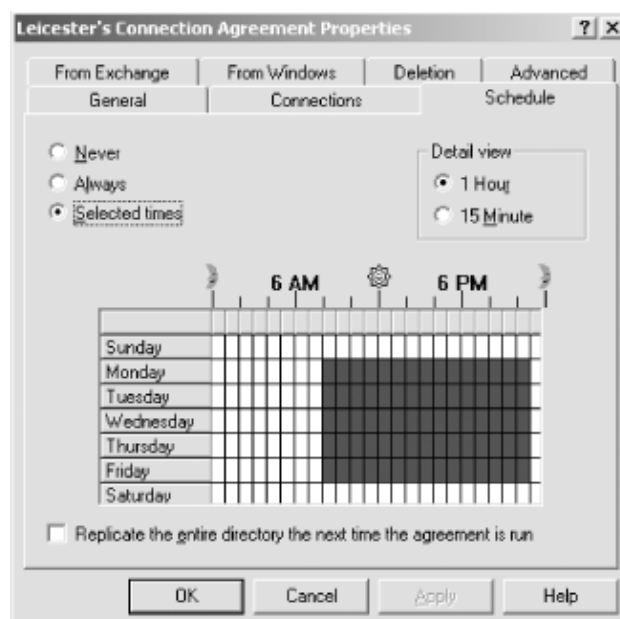 Leicester's Connection Agreement Properties ? X
From Exchange From Windows Deletion Advanced
General Connections Schedule
Never
Always
Selected times
Detail view
1 Hour
15 Minute
6 AM 6 PM
Sunday
Monday
Tuesday
Wednesday
Thursday
Friday
Saturday
Replicate the entire directory the next time the agreement is run
OK Cancel Apply Help